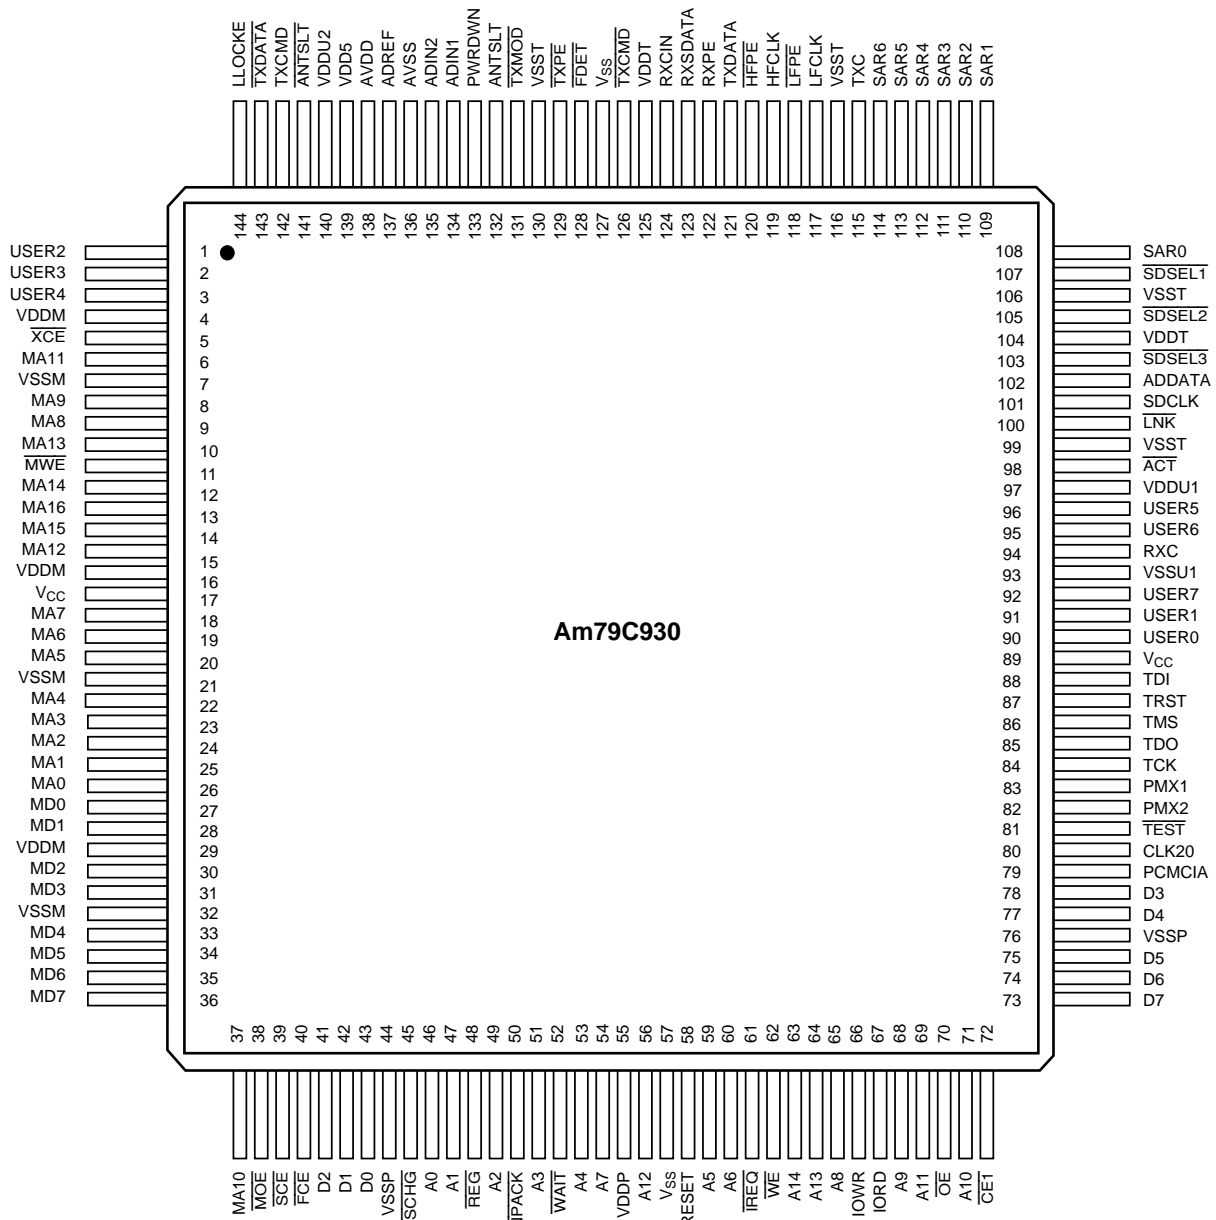 LLOCKE
TXDATA
TXCMD
ANTSLT
VDDU2
VDD5
AVDD
ADREF
AVSS
ADIN2
ADIN1
PWRDWN
ANTSLT
TXMOD
VSST
TXPE
FDET
VSS
TXCMD
VDDT
RXCIN
RXSDATA
RXPE
TXDATA
HFPE
HFCLK
LFPE
LFCLK
VSST
TXC
SAR6
SAR5
SAR4
SAR3
SAR2
SAR1
144 143 142 141 140 139 138 137 136 135 134 133 132 131 130 129 128 127 126 125 124 123 122 121 120 119 118 117 116 115 114 113 112 111 110 109
USER2 1 108 SAR0
USER3 2 107 SDSEL1
USER4 3 106 VSST
VDDM 4 105 SDSEL2
XCE 5 104 VDDT
MA11 6 103 SDSEL3
VSSM 7 102 ADDATA
MA9 8 101 SDCLK
MA8 9 100 LNK
MA13 10 99 VSST
MWE 11 98 ACT
MA14 12 97 VDDU1
MA16 13 96 USER5
MA15 14 95 USER6
MA12 15 94 RXC
VDDM 16 93 VSSU1
VCC 17 92 USER7
MA7 18 91 USER1
MA6 19 90 USER0
MA5 20 89 VCC
VSSM 21 88 TDI
MA4 22 87 TRST
MA3 23 86 TMS
MA2 24 85 TDO
MA1 25 84 TCK
MA0 26 83 PMX1
MD0 27 82 PMX2
MD1 28 81 TEST
VDDM 29 80 CLK20
MD2 30 79 PCMCIA
MD3 31 78 D3
VSSM 32 77 D4
MD4 33 76 VSSP
MD5 34 75 D5
MD6 35 74 D6
MD7 36 73 D7
Am79C930
37 38 39 40 41 42 43 44 45 46 47 48 49 50 51 52 53 54 55 56 57 58 59 60 61 62 63 64 65 66 67 68 69 70 71 72
MA10
MOE
SCE
FCE
D2
D1
D0
VSSP
SCHG
A0
A1
REG
A2
IPACK
A3
WAIT
A4
A7
VDDP
A12
VSS
RESET
A5
A6
IREQ
WE
A14
A13
A8
IOWR
IORD
A9
A11
OE
A10
CE1